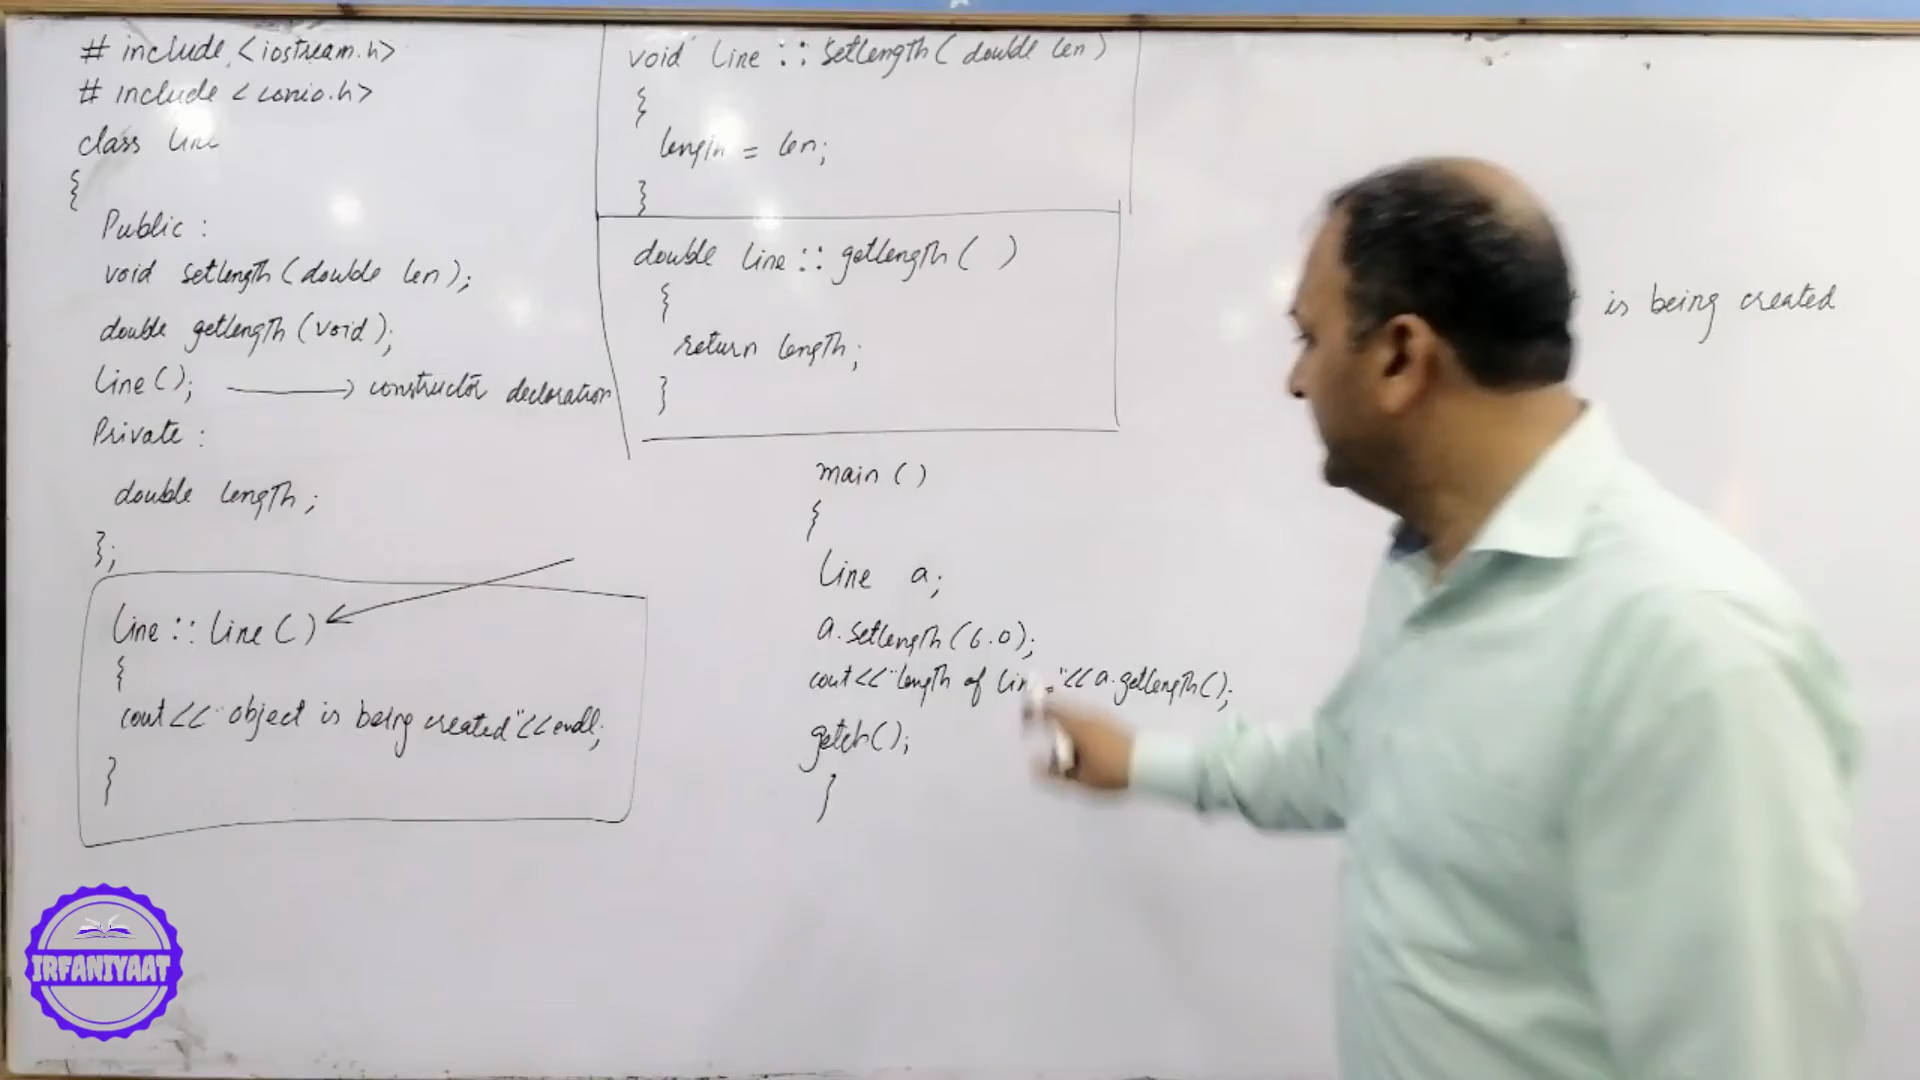 # include <iostream.h>
# include <conio.h>
class Line
{
Public :
void setlength (double len);
double getlength (void);
Line(); → constructor declaration
Private :
double length ;
};
Line :: Line ( )
{
cout << "object is being created" << endl;
}
void Line :: setlength ( double len )
{
length = len;
}
double Line :: getlength ( )
{
return length ;
}
main ( )
{
Line a;
a.setlength (6.0);
cout << "length of Line = " << a.getlength();
getch();
}
is being created
IRFANIYAAT